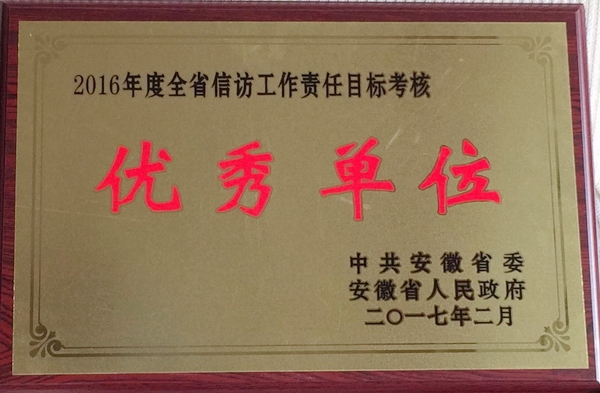 2016年度全省信访工作责任目标考核
优秀单位
中共安徽省委
安徽省人民政府
二〇一七年二月